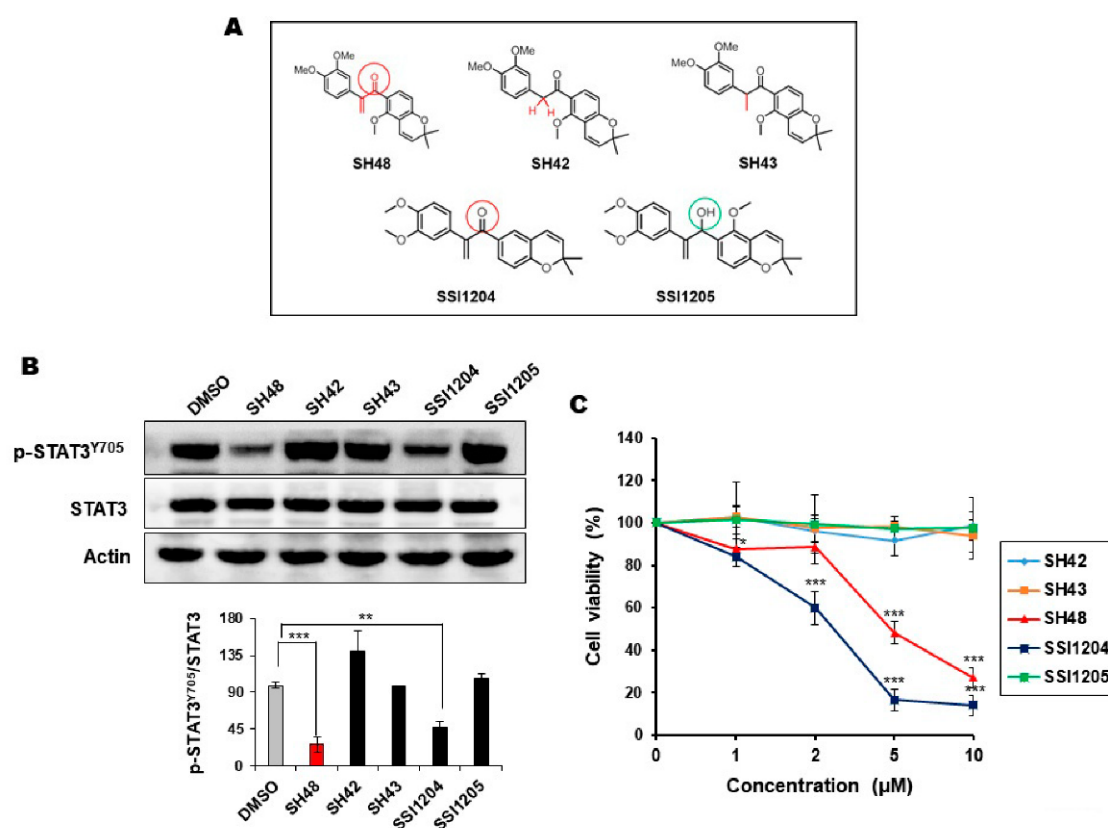 A
MeO
OMe
O
O
O
SH48
MeO
OMe
O
H
H
O
O
SH42
MeO
OMe
O
O
O
SH43
O
O
O
O
SSI1204
O
O
OH
O
O
SSI1205
B
DMSO SH48 SH42 SH43 SSI1204 SSI1205
p-STAT3Y705
STAT3
Actin
p-STAT3Y705/STAT3
180
135
90
45
0
***
**
DMSO SH48 SH42 SH43 SSI1204 SSI1205
C
Cell viability (%)
140
120
100
80
60
40
20
0
*
***
***
***
***
***
0 1 2 5 10
Concentration (μM)
SH42
SH43
SH48
SSI1204
SSI1205